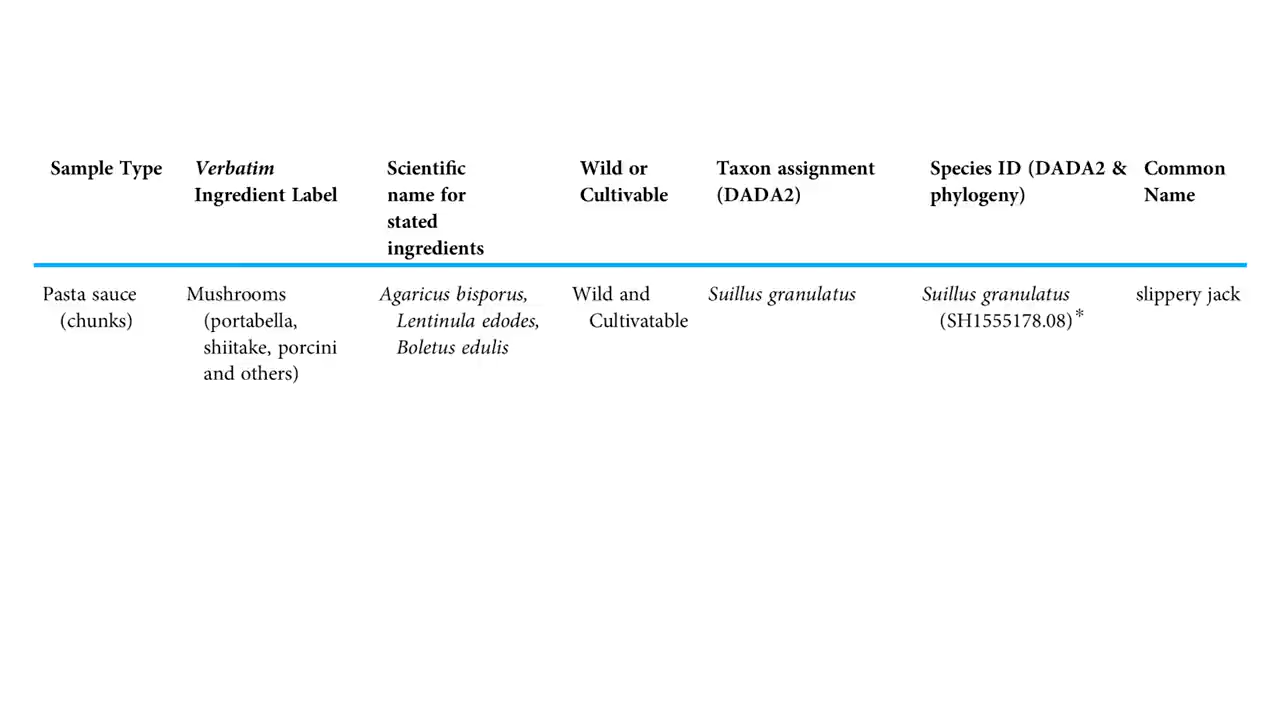 Sample Type Verbatim Ingredient Label Scientific name for stated ingredients Wild or Cultivable Taxon assignment (DADA2) Species ID (DADA2 & phylogeny) Common Name
Pasta sauce (chunks) Mushrooms (portabella, shiitake, porcini and others) Agaricus bisporus, Lentinula edodes, Boletus edulis Wild and Cultivatable Suillus granulatus Suillus granulatus (SH1555178.08)* slippery jack